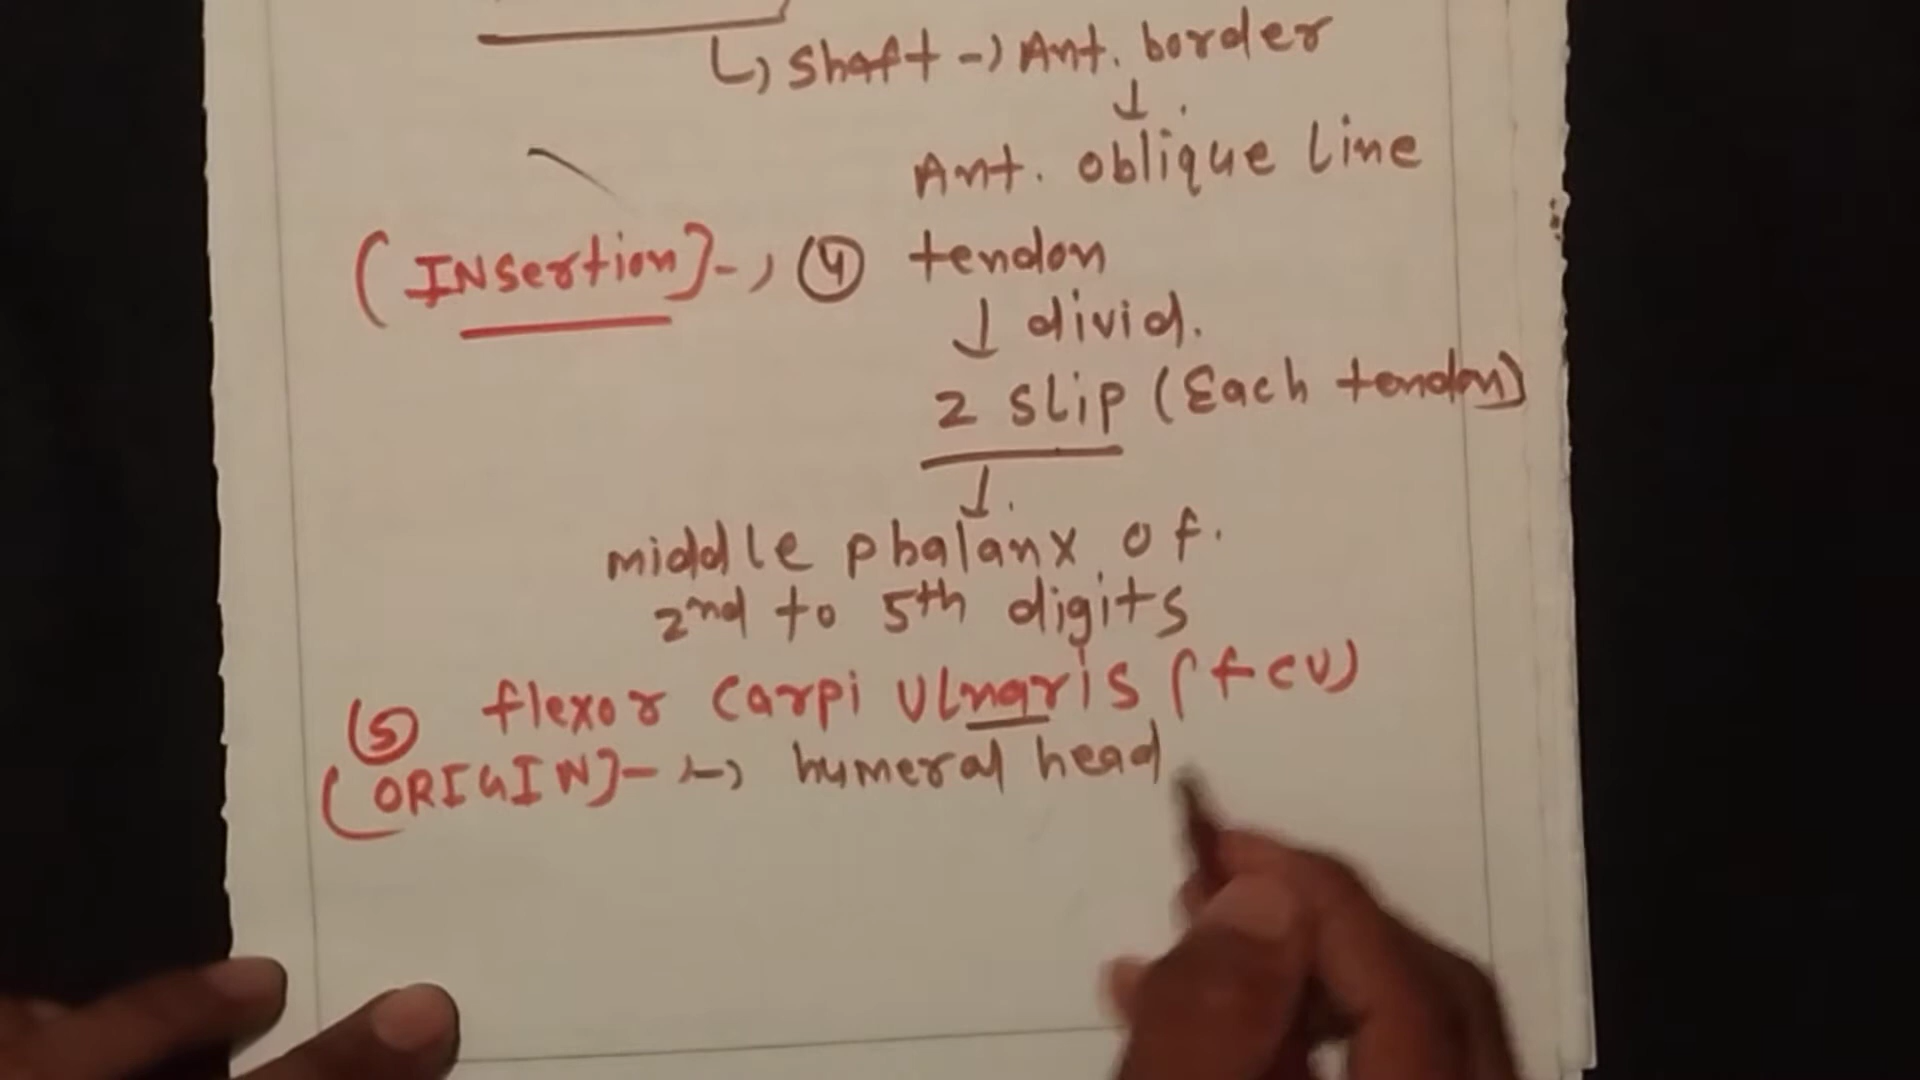 ↳ Shaft → Ant. border
↓
Ant. oblique line
(INsertion] → ④ tendon
↓ divid.
2 slip (Each tendon)
↓
middle phalanx of.
2nd to 5th digits
(5) flexor carpi ulnaris (fcu)
(ORIGIN] → humeral head